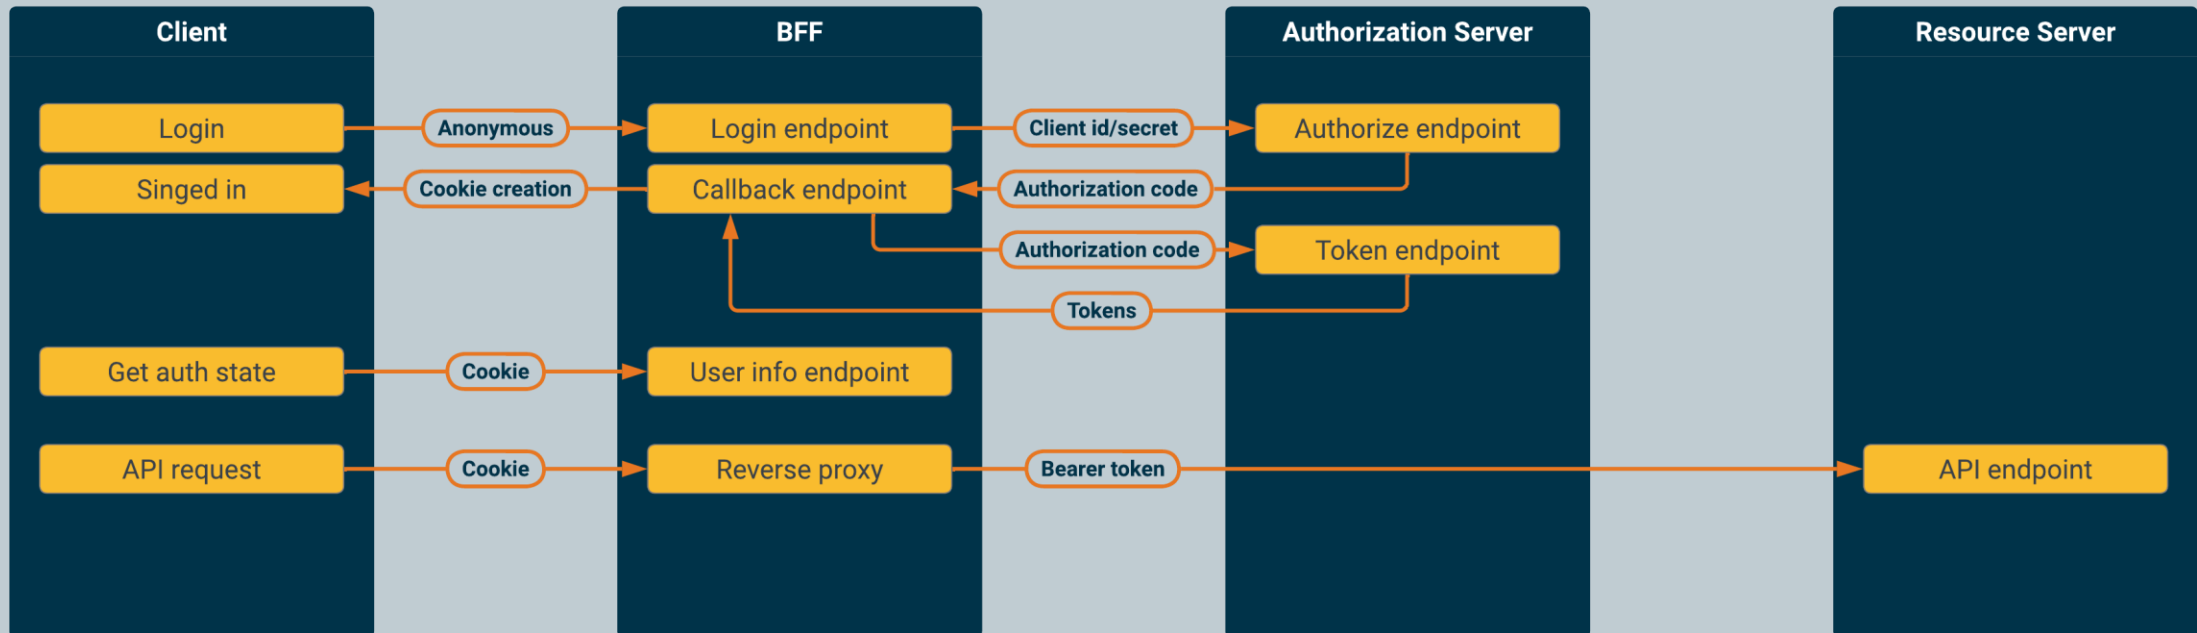 Client
BFF
Authorization Server
Resource Server
Login
Anonymous
Login endpoint
Client id/secret
Authorize endpoint
Singed in
Cookie creation
Callback endpoint
Authorization code
Authorization code
Token endpoint
Tokens
Get auth state
Cookie
User info endpoint
API request
Cookie
Reverse proxy
Bearer token
API endpoint